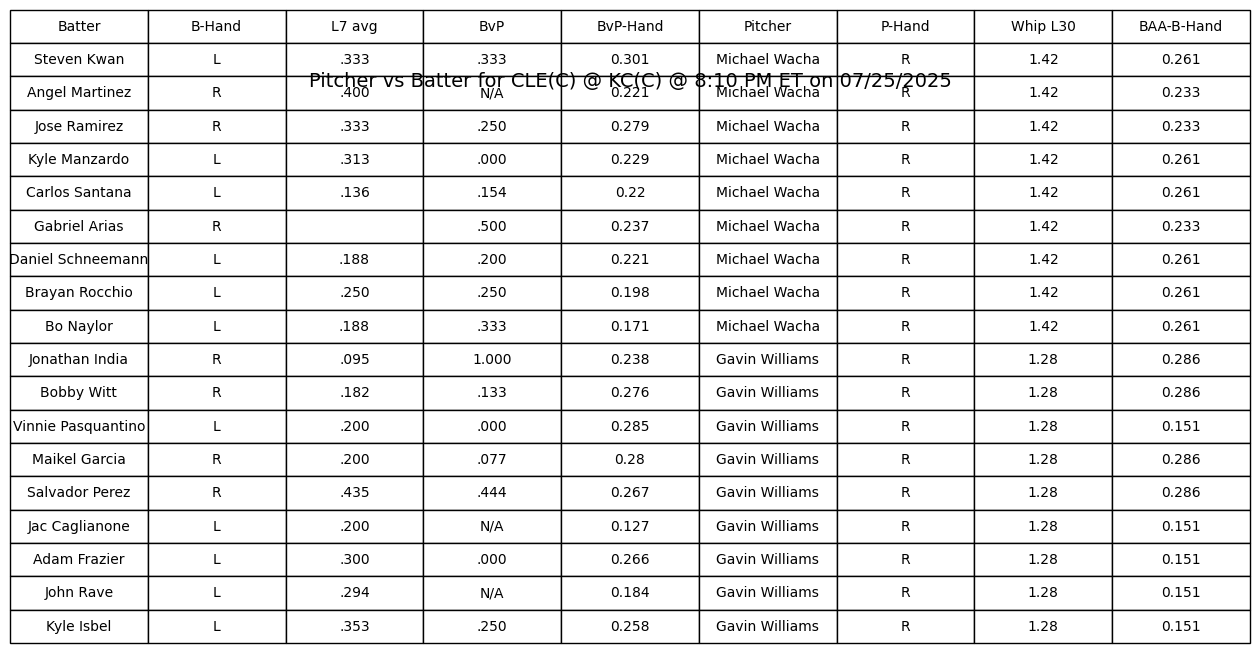 Batter B-Hand L7 avg BvP BvP-Hand Pitcher P-Hand Whip L30 BAA-B-Hand
Steven Kwan L .333 .333 0.301 Michael Wacha R 1.42 0.261
Pitcher vs Batter for CLE(C) @ KC(C) @ 8:10 PM ET on 07/25/2025
Angel Martinez R .400 N/A 0.221 Michael Wacha R 1.42 0.233
Jose Ramirez R .333 .250 0.279 Michael Wacha R 1.42 0.233
Kyle Manzardo L .313 .000 0.229 Michael Wacha R 1.42 0.261
Carlos Santana L .136 .154 0.22 Michael Wacha R 1.42 0.261
Gabriel Arias R .500 0.237 Michael Wacha R 1.42 0.233
Daniel Schneemann L .188 .200 0.221 Michael Wacha R 1.42 0.261
Brayan Rocchio L .250 .250 0.198 Michael Wacha R 1.42 0.261
Bo Naylor L .188 .333 0.171 Michael Wacha R 1.42 0.261
Jonathan India R .095 1.000 0.238 Gavin Williams R 1.28 0.286
Bobby Witt R .182 .133 0.276 Gavin Williams R 1.28 0.286
Vinnie Pasquantino L .200 .000 0.285 Gavin Williams R 1.28 0.151
Maikel Garcia R .200 .077 0.28 Gavin Williams R 1.28 0.286
Salvador Perez R .435 .444 0.267 Gavin Williams R 1.28 0.286
Jac Caglianone L .200 N/A 0.127 Gavin Williams R 1.28 0.151
Adam Frazier L .300 .000 0.266 Gavin Williams R 1.28 0.151
John Rave L .294 N/A 0.184 Gavin Williams R 1.28 0.151
Kyle Isbel L .353 .250 0.258 Gavin Williams R 1.28 0.151